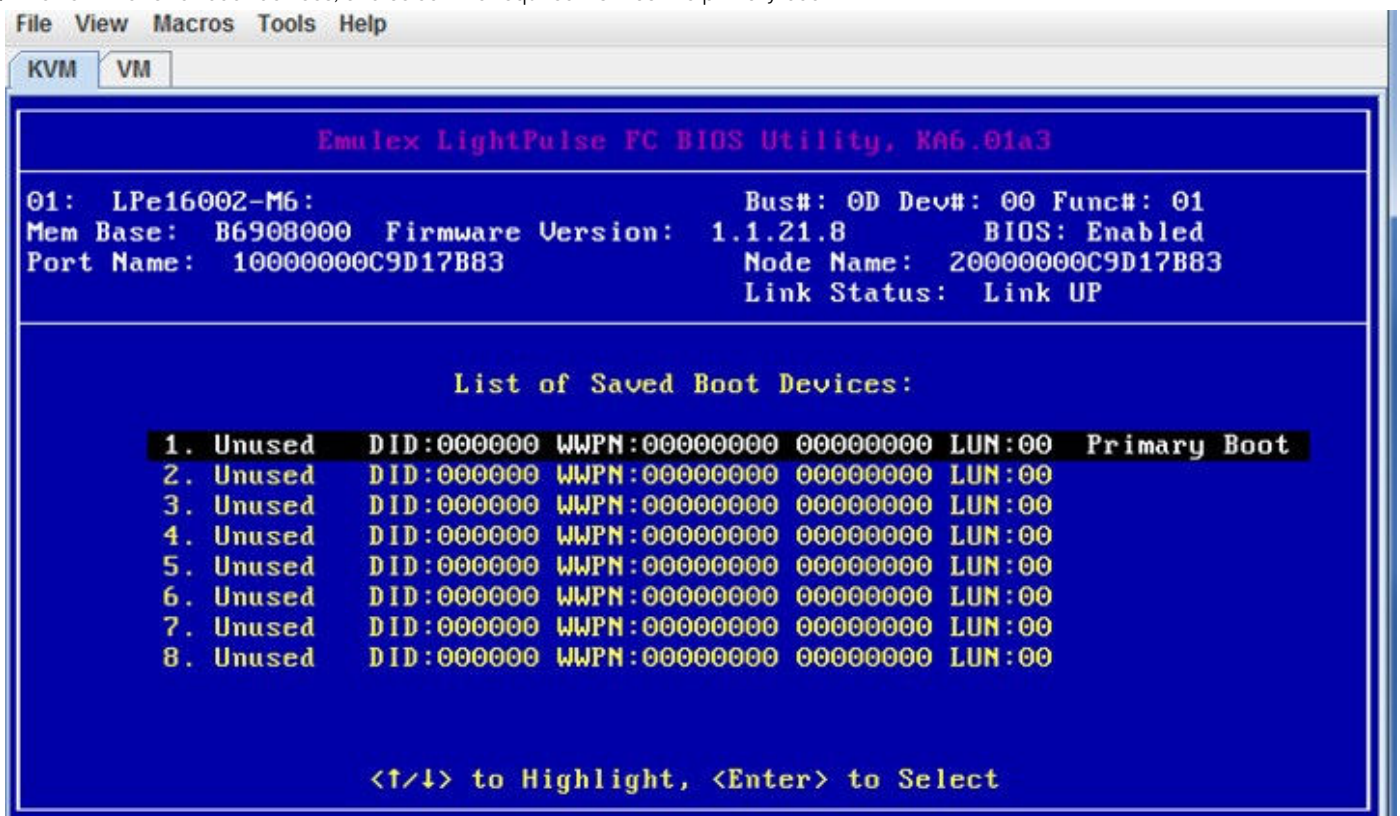 File View Macros Tools Help
KVM VM
Emulex LightPulse FC BIOS Utility, KA6.01a3
01: LPe16002-M6: Bus#: 0D Dev#: 00 Func#: 01
Mem Base: B6908000 Firmware Version: 1.1.21.8 BIOS: Enabled
Port Name: 10000000C9D17B83 Node Name: 20000000C9D17B83
Link Status: Link UP
List of Saved Boot Devices:
1. Unused DID:000000 WWPN:00000000 00000000 LUN:00 Primary Boot
2. Unused DID:000000 WWPN:00000000 00000000 LUN:00
3. Unused DID:000000 WWPN:00000000 00000000 LUN:00
4. Unused DID:000000 WWPN:00000000 00000000 LUN:00
5. Unused DID:000000 WWPN:00000000 00000000 LUN:00
6. Unused DID:000000 WWPN:00000000 00000000 LUN:00
7. Unused DID:000000 WWPN:00000000 00000000 LUN:00
8. Unused DID:000000 WWPN:00000000 00000000 LUN:00
<↑/↓> to Highlight, <Enter> to Select